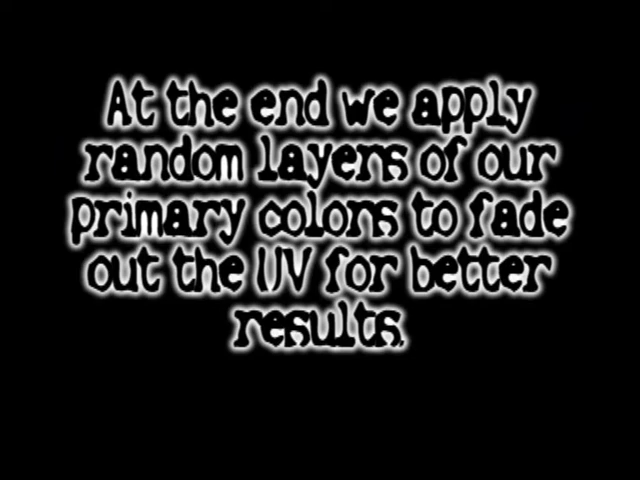 At the end we apply
random layers of our
primary colors to fade
out the UV for better
results.